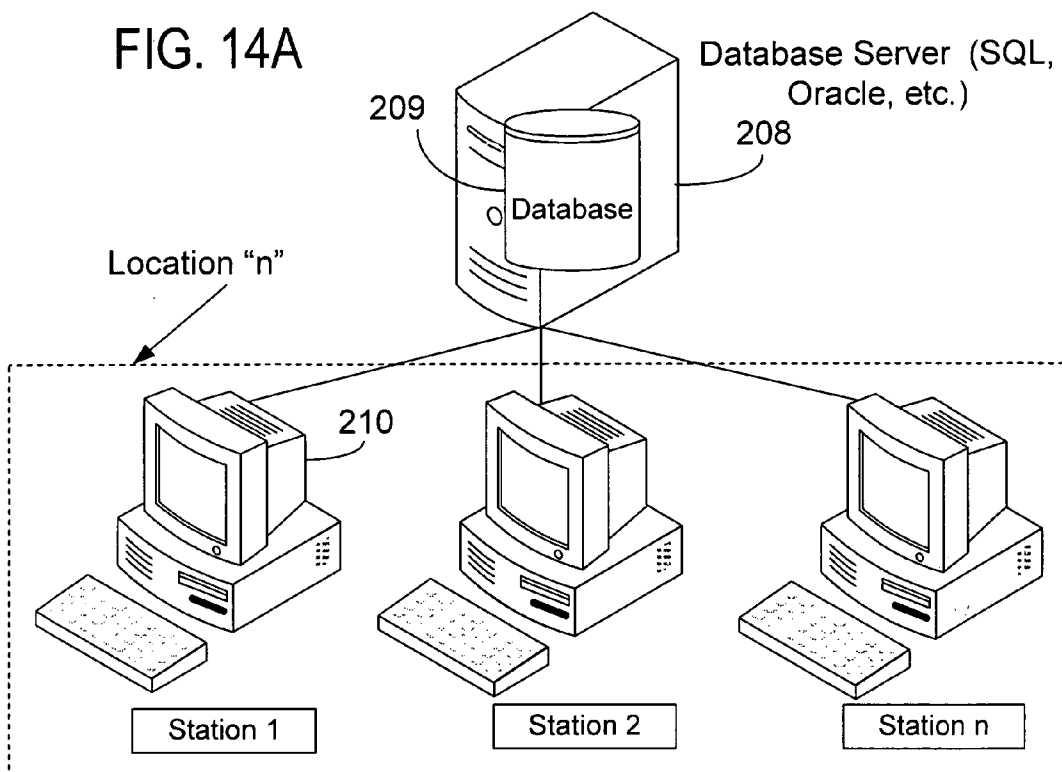 FIG. 14A
Database Server (SQL,
Oracle, etc.)
209
208
Database
Location “n”
210
Station 1
Station 2
Station n